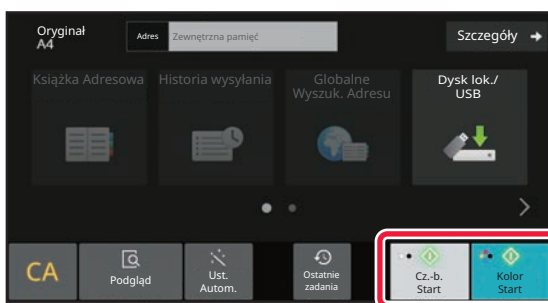 Oryginał
A4
Adres
Zewnętrzna pamięć
Szczegóły
Książka Adresowa
Historia wysyłania
Globalne
Wyszuk. Adresu
Dysk lok./
USB
CA
Podgląd
Ust.
Autom.
Ostatnie
zadania
Cz.-b.
Start
Kolor
Start